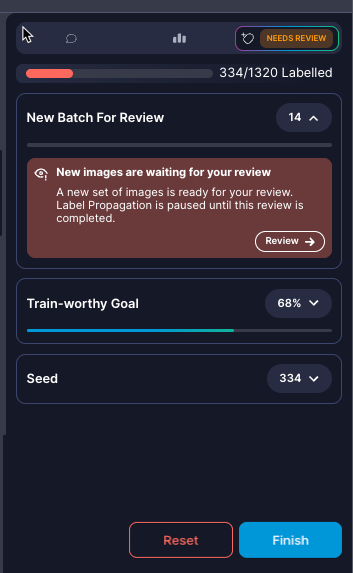 NEEDS REVIEW
334/1320 Labelled
New Batch For Review
14
New images are waiting for your review
A new set of images is ready for your review.
Label Propagation is paused until this review is
completed.
Review
Train-worthy Goal
68%
Seed
334
Reset
Finish